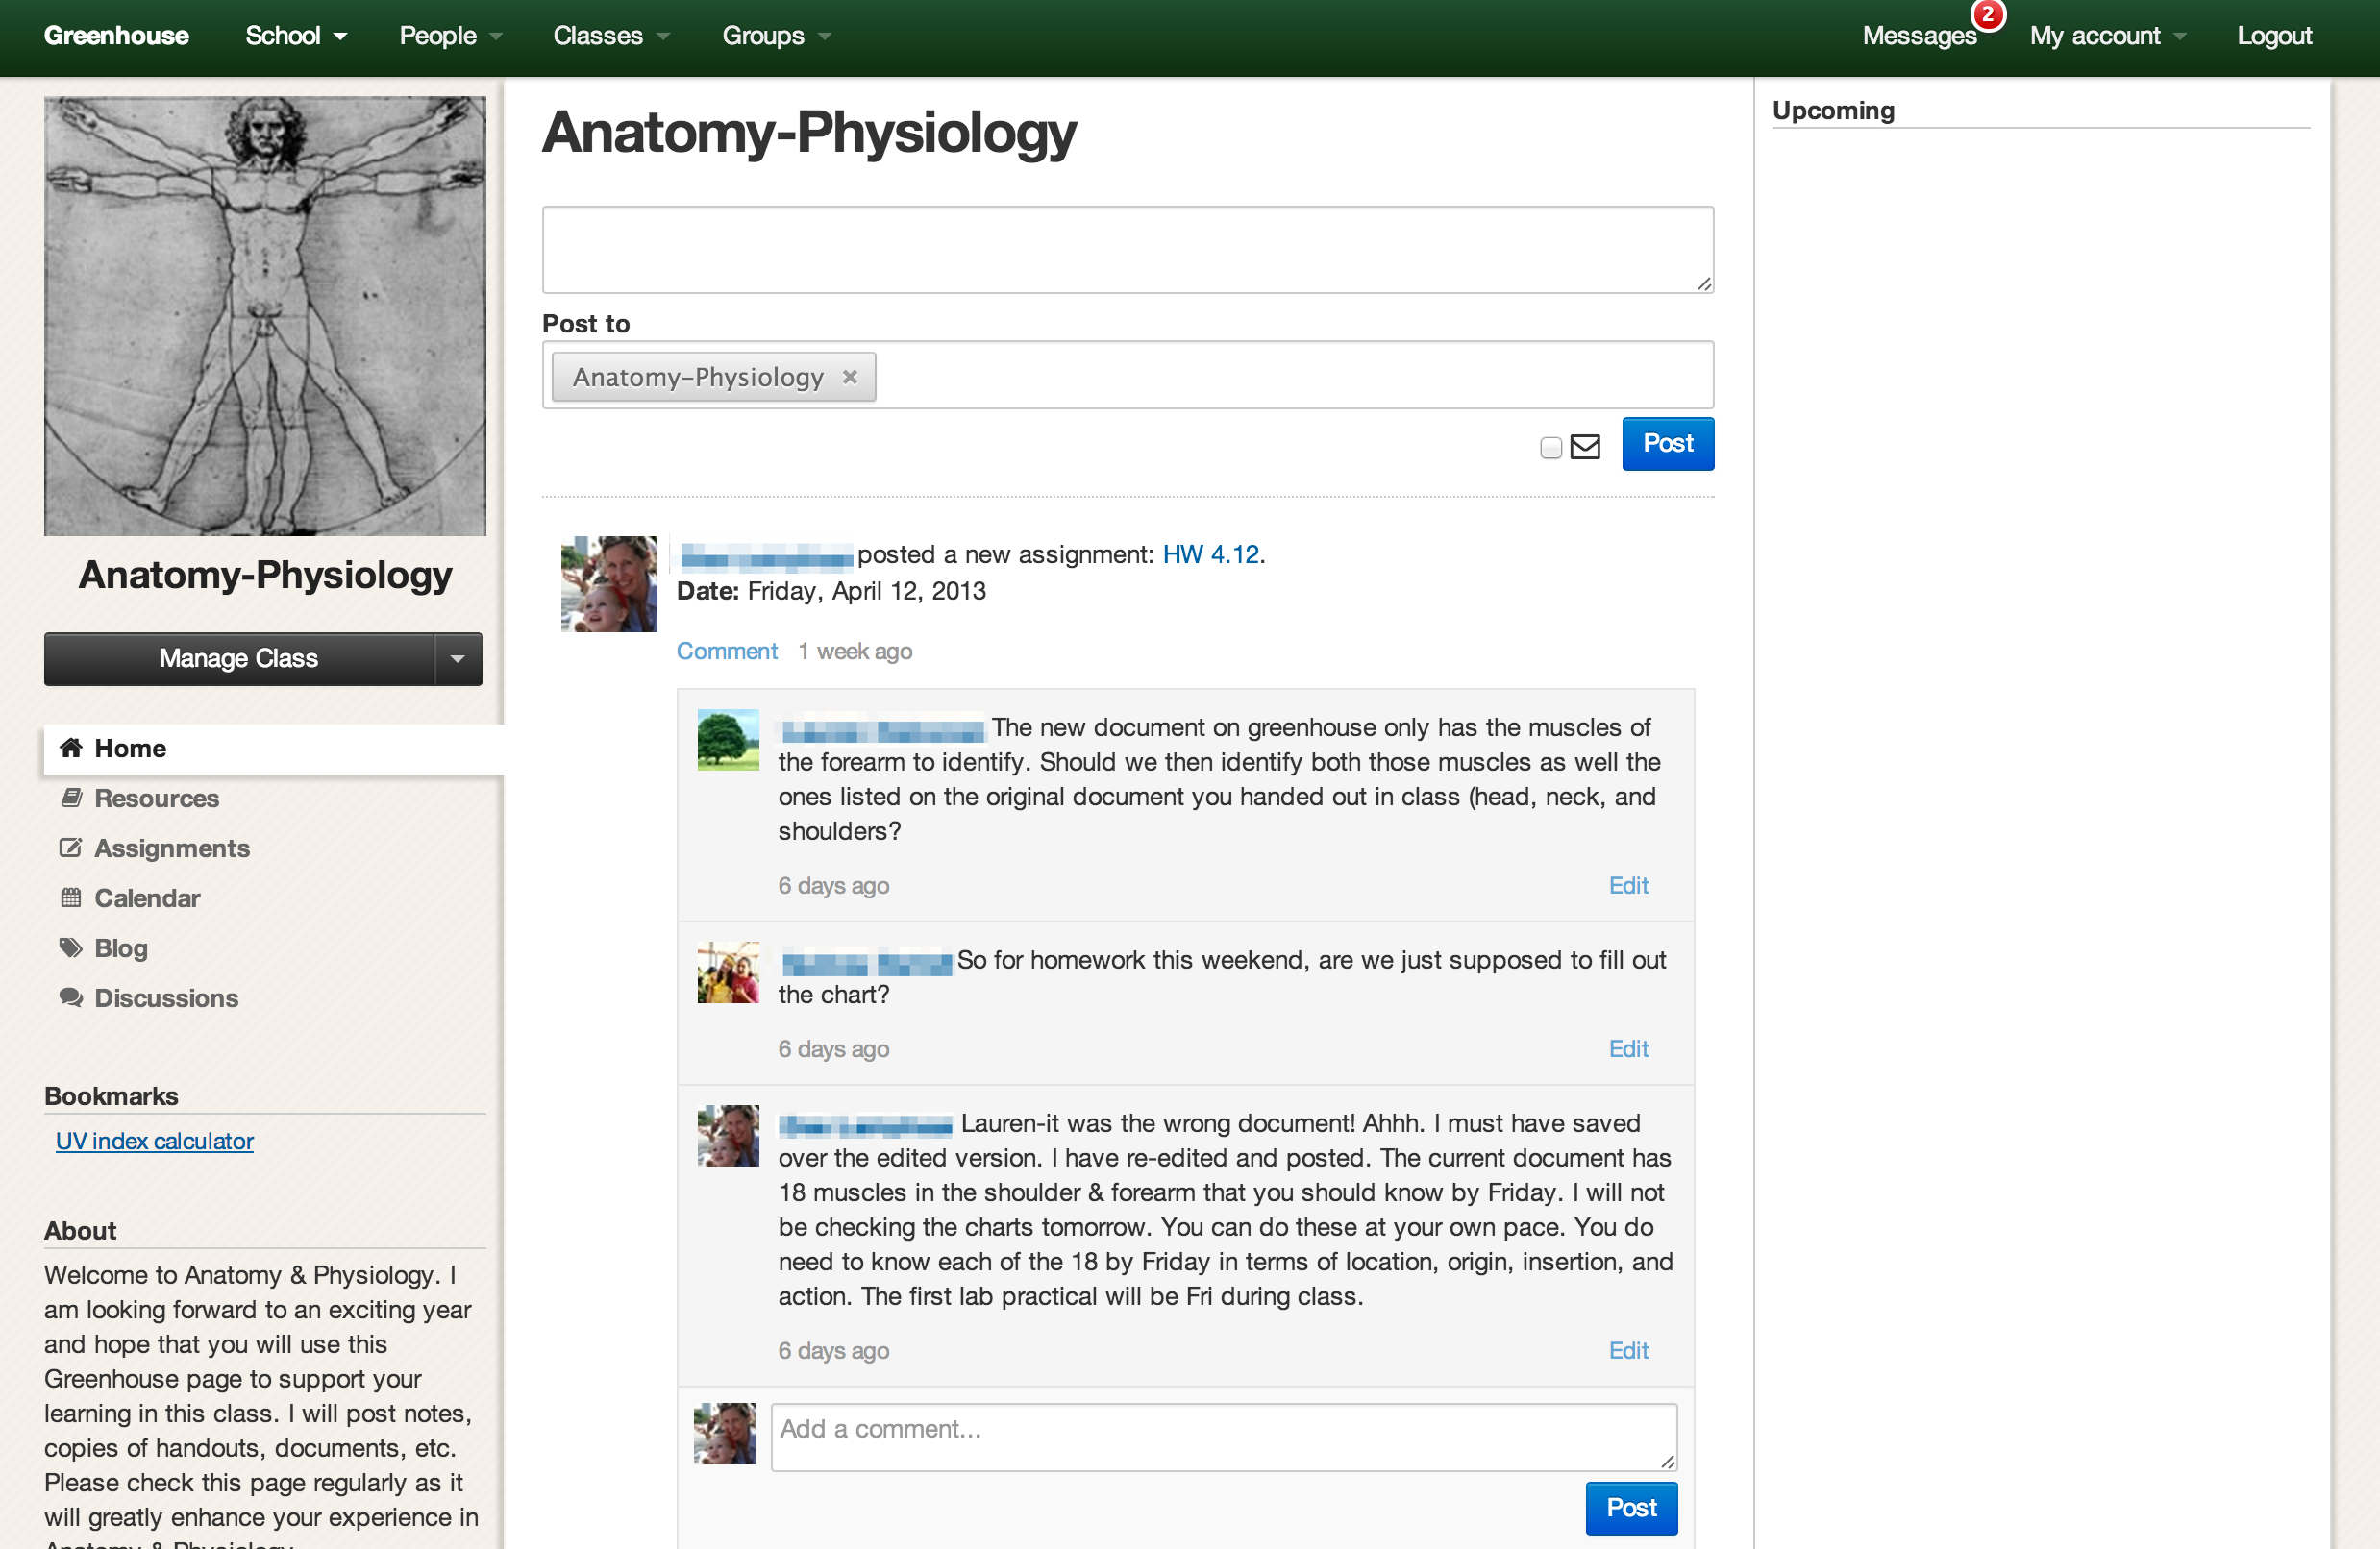 Greenhouse School People Classes Groups Messages 2 My account Logout
Anatomy-Physiology
Manage Class
Home
Resources
Assignments
Calendar
Blog
Discussions
Bookmarks
UV index calculator
About
Welcome to Anatomy & Physiology. I
am looking forward to an exciting year
and hope that you will use this
Greenhouse page to support your
learning in this class. I will post notes,
copies of handouts, documents, etc.
Please check this page regularly as it
will greatly enhance your experience in
Anatomy & Physiology
Anatomy-Physiology
Post to
Anatomy-Physiology
Post
posted a new assignment: HW 4.12.
Date: Friday, April 12, 2013
Comment 1 week ago
The new document on greenhouse only has the muscles of
the forearm to identify. Should we then identify both those muscles as well the
ones listed on the original document you handed out in class (head, neck, and
shoulders?
6 days ago Edit
So for homework this weekend, are we just supposed to fill out
the chart?
6 days ago Edit
Lauren-it was the wrong document! Ahhh. I must have saved
over the edited version. I have re-edited and posted. The current document has
18 muscles in the shoulder & forearm that you should know by Friday. I will not
be checking the charts tomorrow. You can do these at your own pace. You do
need to know each of the 18 by Friday in terms of location, origin, insertion, and
action. The first lab practical will be Fri during class.
6 days ago Edit
Add a comment...
Post
Upcoming